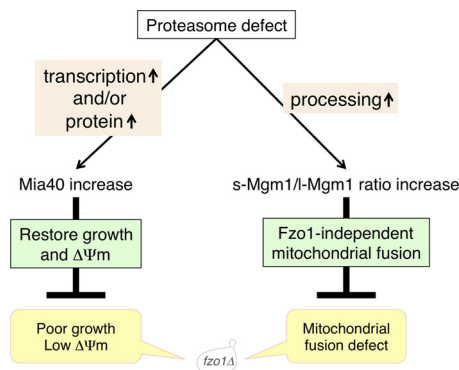 Proteasome defect
transcription↑
and/or
protein↑
processing↑
Mia40 increase
s-Mgm1/l-Mgm1 ratio increase
Restore growth
and ΔΨm
Fzo1-independent
mitochondrial fusion
Poor growth
Low ΔΨm
Mitochondrial
fusion defect
fzo1Δ